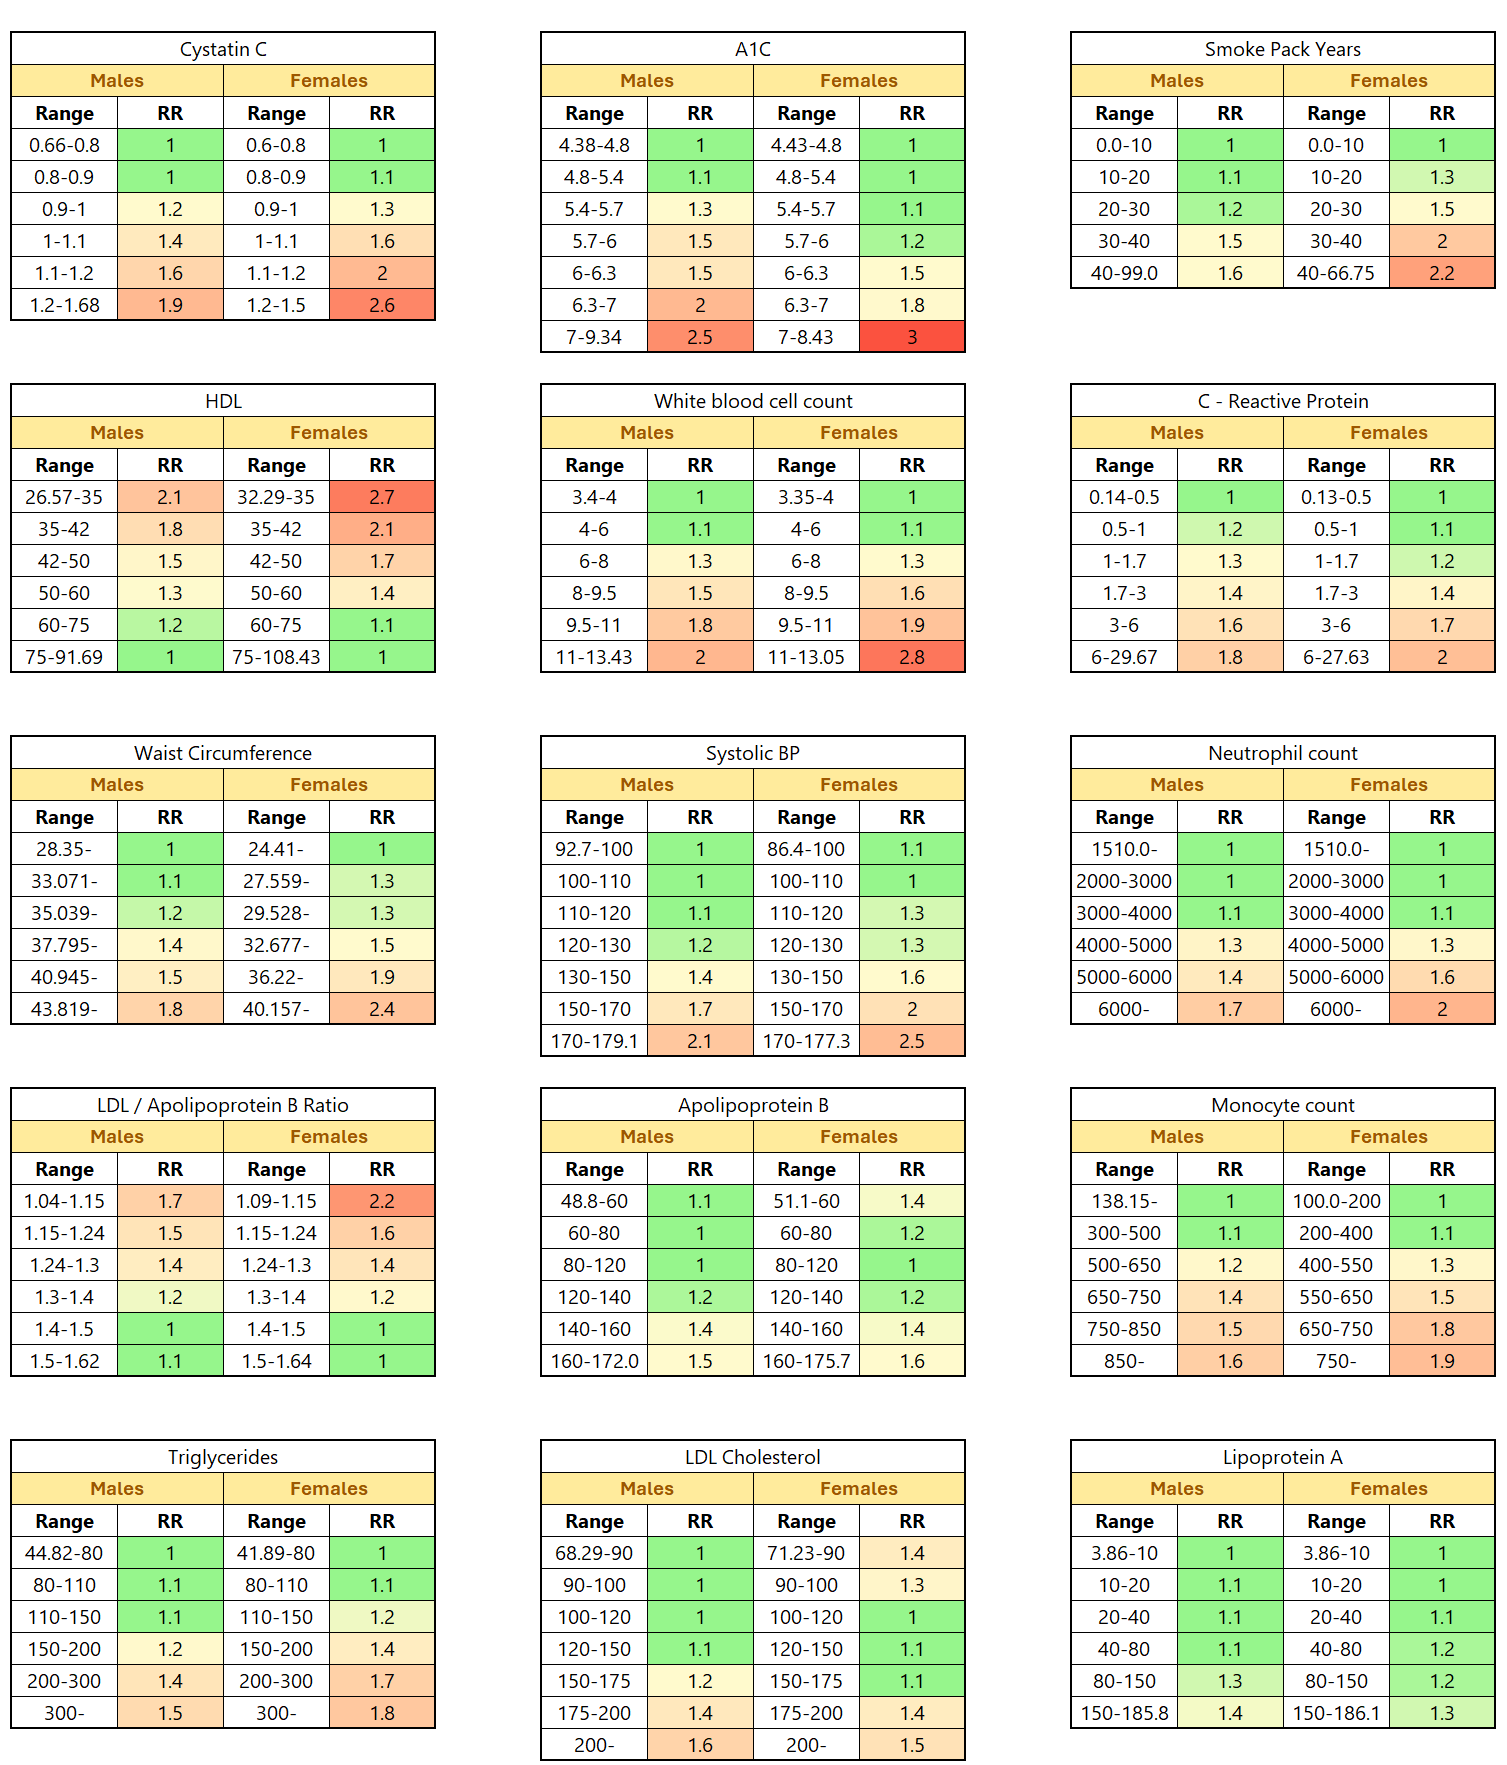 Cystatin C
Males Females
Range RR Range RR
0.66-0.8 1 0.6-0.8 1
0.8-0.9 1 0.8-0.9 1.1
0.9-1 1.2 0.9-1 1.3
1-1.1 1.4 1-1.1 1.6
1.1-1.2 1.6 1.1-1.2 2
1.2-1.68 1.9 1.2-1.5 2.6
A1C
Males Females
Range RR Range RR
4.38-4.8 1 4.43-4.8 1
4.8-5.4 1.1 4.8-5.4 1
5.4-5.7 1.3 5.4-5.7 1.1
5.7-6 1.5 5.7-6 1.2
6-6.3 1.5 6-6.3 1.5
6.3-7 2 6.3-7 1.8
7-9.34 2.5 7-8.43 3
Smoke Pack Years
Males Females
Range RR Range RR
0.0-10 1 0.0-10 1
10-20 1.1 10-20 1.3
20-30 1.2 20-30 1.5
30-40 1.5 30-40 2
40-99.0 1.6 40-66.75 2.2
HDL
Males Females
Range RR Range RR
26.57-35 2.1 32.29-35 2.7
35-42 1.8 35-42 2.1
42-50 1.5 42-50 1.7
50-60 1.3 50-60 1.4
60-75 1.2 60-75 1.1
75-91.69 1 75-108.43 1
White blood cell count
Males Females
Range RR Range RR
3.4-4 1 3.35-4 1
4-6 1.1 4-6 1.1
6-8 1.3 6-8 1.3
8-9.5 1.5 8-9.5 1.6
9.5-11 1.8 9.5-11 1.9
11-13.43 2 11-13.05 2.8
C - Reactive Protein
Males Females
Range RR Range RR
0.14-0.5 1 0.13-0.5 1
0.5-1 1.2 0.5-1 1.1
1-1.7 1.3 1-1.7 1.2
1.7-3 1.4 1.7-3 1.4
3-6 1.6 3-6 1.7
6-29.67 1.8 6-27.63 2
Waist Circumference
Males Females
Range RR Range RR
28.35- 1 24.41- 1
33.071- 1.1 27.559- 1.3
35.039- 1.2 29.528- 1.3
37.795- 1.4 32.677- 1.5
40.945- 1.5 36.22- 1.9
43.819- 1.8 40.157- 2.4
Systolic BP
Males Females
Range RR Range RR
92.7-100 1 86.4-100 1.1
100-110 1 100-110 1
110-120 1.1 110-120 1.3
120-130 1.2 120-130 1.3
130-150 1.4 130-150 1.6
150-170 1.7 150-170 2
170-179.1 2.1 170-177.3 2.5
Neutrophil count
Males Females
Range RR Range RR
1510.0- 1 1510.0- 1
2000-3000 1 2000-3000 1
3000-4000 1.1 3000-4000 1.1
4000-5000 1.3 4000-5000 1.3
5000-6000 1.4 5000-6000 1.6
6000- 1.7 6000- 2
LDL / Apolipoprotein B Ratio
Males Females
Range RR Range RR
1.04-1.15 1.7 1.09-1.15 2.2
1.15-1.24 1.5 1.15-1.24 1.6
1.24-1.3 1.4 1.24-1.3 1.4
1.3-1.4 1.2 1.3-1.4 1.2
1.4-1.5 1 1.4-1.5 1
1.5-1.62 1.1 1.5-1.64 1
Apolipoprotein B
Males Females
Range RR Range RR
48.8-60 1.1 51.1-60 1.4
60-80 1 60-80 1.2
80-120 1 80-120 1
120-140 1.2 120-140 1.2
140-160 1.4 140-160 1.4
160-172.0 1.5 160-175.7 1.6
Monocyte count
Males Females
Range RR Range RR
138.15- 1 100.0-200 1
300-500 1.1 200-400 1.1
500-650 1.2 400-550 1.3
650-750 1.4 550-650 1.5
750-850 1.5 650-750 1.8
850- 1.6 750- 1.9
Triglycerides
Males Females
Range RR Range RR
44.82-80 1 41.89-80 1
80-110 1.1 80-110 1.1
110-150 1.1 110-150 1.2
150-200 1.2 150-200 1.4
200-300 1.4 200-300 1.7
300- 1.5 300- 1.8
LDL Cholesterol
Males Females
Range RR Range RR
68.29-90 1 71.23-90 1.4
90-100 1 90-100 1.3
100-120 1 100-120 1
120-150 1.1 120-150 1.1
150-175 1.2 150-175 1.1
175-200 1.4 175-200 1.4
200- 1.6 200- 1.5
Lipoprotein A
Males Females
Range RR Range RR
3.86-10 1 3.86-10 1
10-20 1.1 10-20 1
20-40 1.1 20-40 1.1
40-80 1.1 40-80 1.2
80-150 1.3 80-150 1.2
150-185.8 1.4 150-186.1 1.3